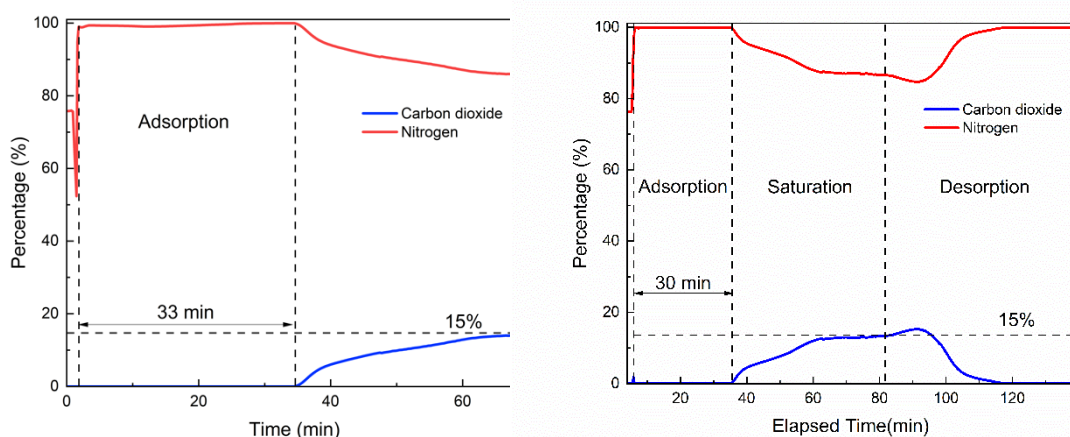 100
80
60
40
20
0
Percentage (%)
Adsorption
Carbon dioxide
Nitrogen
33 min
15%
0 20 40 60
Time (min)
100
80
60
40
20
0
Percentage (%)
Carbon dioxide
Nitrogen
Adsorption Saturation Desorption
30 min
15%
20 40 60 80 100 120
Elapsed Time(min)